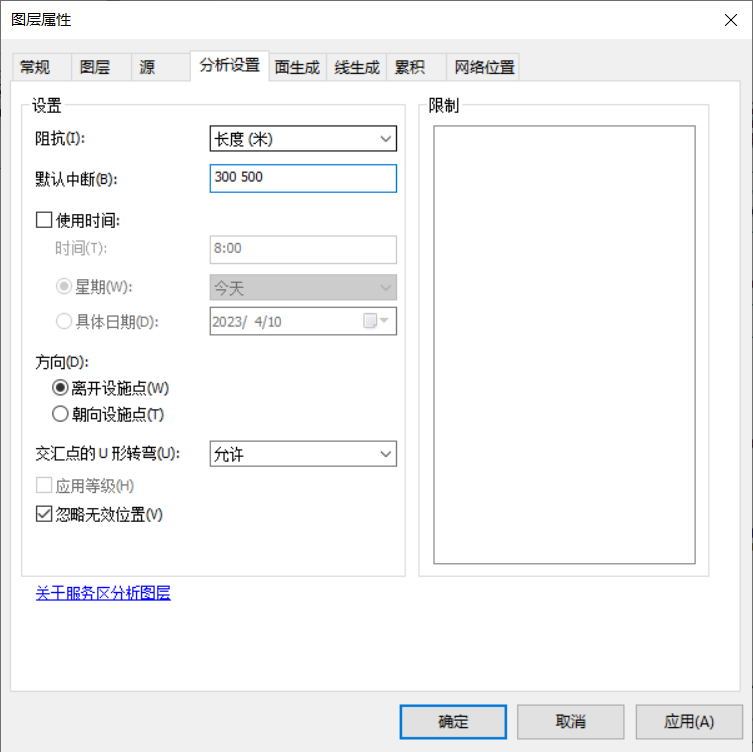 图层属性
常规 图层 源 分析设置 面生成 线生成 累积 网络位置
设置
阻抗(I): 长度 (米)
默认中断(B): 300 500
使用时间:
时间(T): 8:00
星期(W): 今天
具体日期(D): 2023/ 4/10
方向(D):
离开设施点(W)
朝向设施点(T)
交汇点的 U 形转弯(U): 允许
应用等级(H)
忽略无效位置(V)
限制
关于服务区分析图层
确定 取消 应用(A)